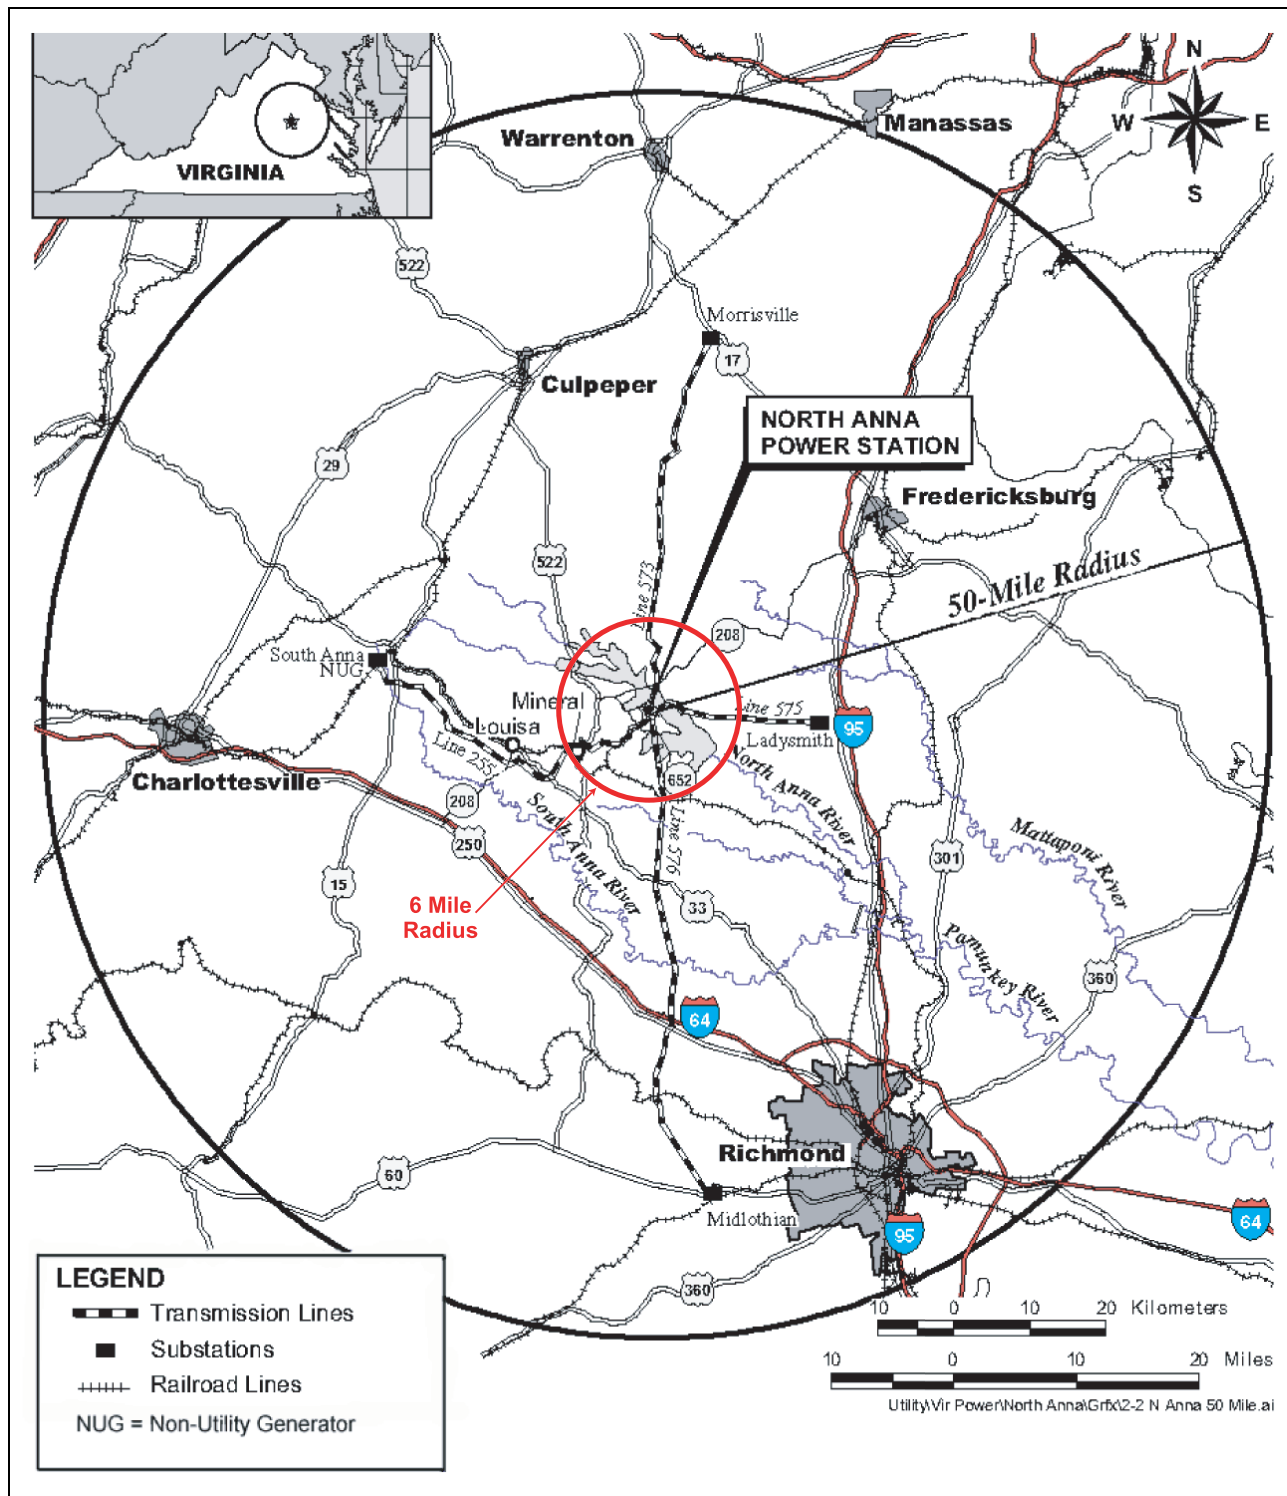 N
W
E
S
VIRGINIA
Warrenton
Manassas
522
Morrisville
17
Culpeper
NORTH ANNA
POWER STATION
29
Fredericksburg
522
50-Mile Radius
Line 573
208
South Anna
NUG
Mineral
Louisa
Line 255
Line 575
Ladysmith
95
Charlottesville
208
652
North Anna River
South Anna River
Line 576
250
Mattaponi River
301
15
6 Mile
Radius
33
Pamunkey River
360
64
Richmond
60
Midlothian
64
95
360
LEGEND
Transmission Lines
Substations
Railroad Lines
NUG = Non-Utility Generator
10 0 10 20 Kilometers
10 0 10 20 Miles
Utility\Vir Power\North Anna\Grfx\2-2 N Anna 50 Mile.ai